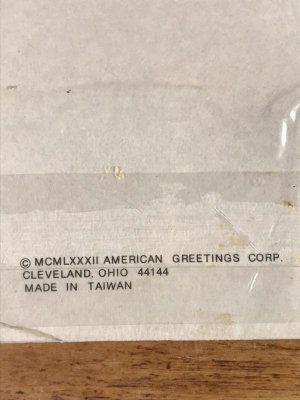 © MCMLXXXII AMERICAN GREETINGS CORP.
CLEVELAND, OHIO 44144
MADE IN TAIWAN